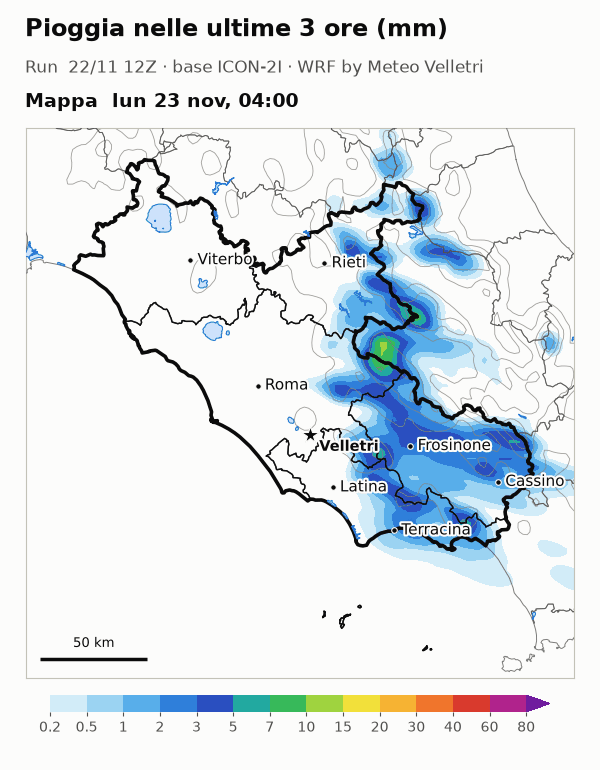 Pioggia nelle ultime 3 ore (mm)
Run  22/11 12Z · base ICON-2I · WRF by Meteo Velletri
Mappa  lun 23 nov, 04:00
Viterbo
Rieti
Roma
Velletri
Frosinone
Cassino
Latina
Terracina
50 km
0.2 0.5 1 2 3 5 7 10 15 20 30 40 60 80